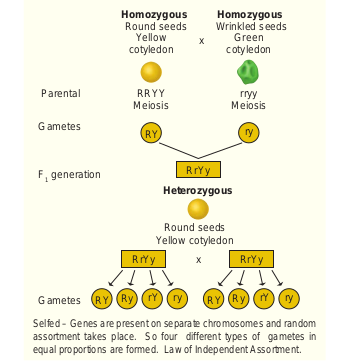 Homozygous Homozygous
Round seeds Wrinkled seeds
Yellow x Green
cotyledon cotyledon
Parental RRYY rryy
Meiosis Meiosis
Gametes RY ry
RrYy
F1 generation
Heterozygous
Round seeds
Yellow cotyledon
RrYy x RrYy
Gametes RY Ry rY ry RY Ry rY ry
Selfed – Genes are present on separate chromosomes and random
assortment takes place. So four different types of gametes in
equal proportions are formed. Law of Independent Assortment.